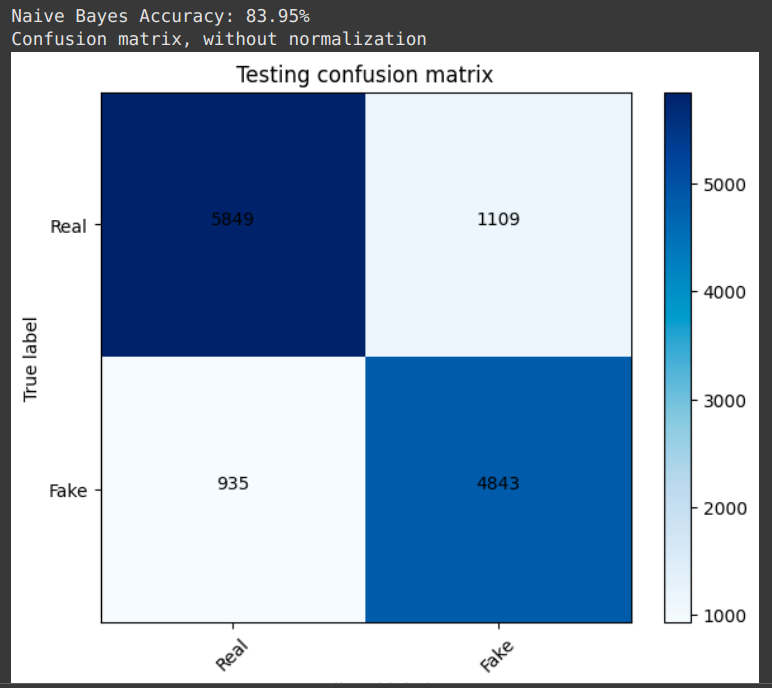 Naive Bayes Accuracy: 83.95%
Confusion matrix, without normalization
Testing confusion matrix
5000
Real
5849
1109
4000
True label
3000
Fake
935
4843
2000
1000
Real
Fake